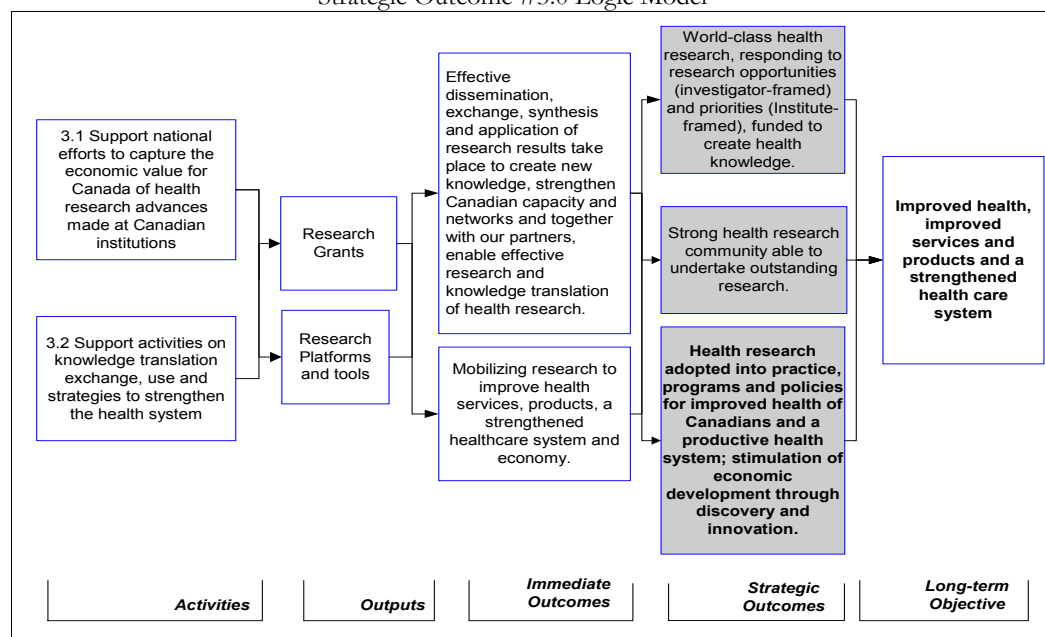 Strategic Outcome #3.0 Logic Model
3.1 Support national
efforts to capture the
economic value for
Canada of health
research advances
made at Canadian
institutions
3.2 Support activities on
knowledge translation
exchange, use and
strategies to strengthen
the health system
Research
Grants
Research
Platforms
and tools
Effective
dissemination,
exchange, synthesis
and application of
research results take
place to create new
knowledge, strengthen
Canadian capacity and
networks and together
with our partners,
enable effective
research and
knowledge translation
of health research.
Mobilizing research to
improve health
services, products, a
strengthened
healthcare system and
economy.
World-class health
research, responding to
research opportunities
(investigator-framed)
and priorities (Institute-
framed), funded to
create health
knowledge.
Strong health research
community able to
undertake outstanding
research.
Health research
adopted into practice,
programs and policies
for improved health of
Canadians and a
productive health
system; stimulation of
economic
development through
discovery and
innovation.
Improved health,
improved
services and
products and a
strengthened
health care
system
Activities
Outputs
Immediate
Outcomes
Strategic
Outcomes
Long-term
Objective